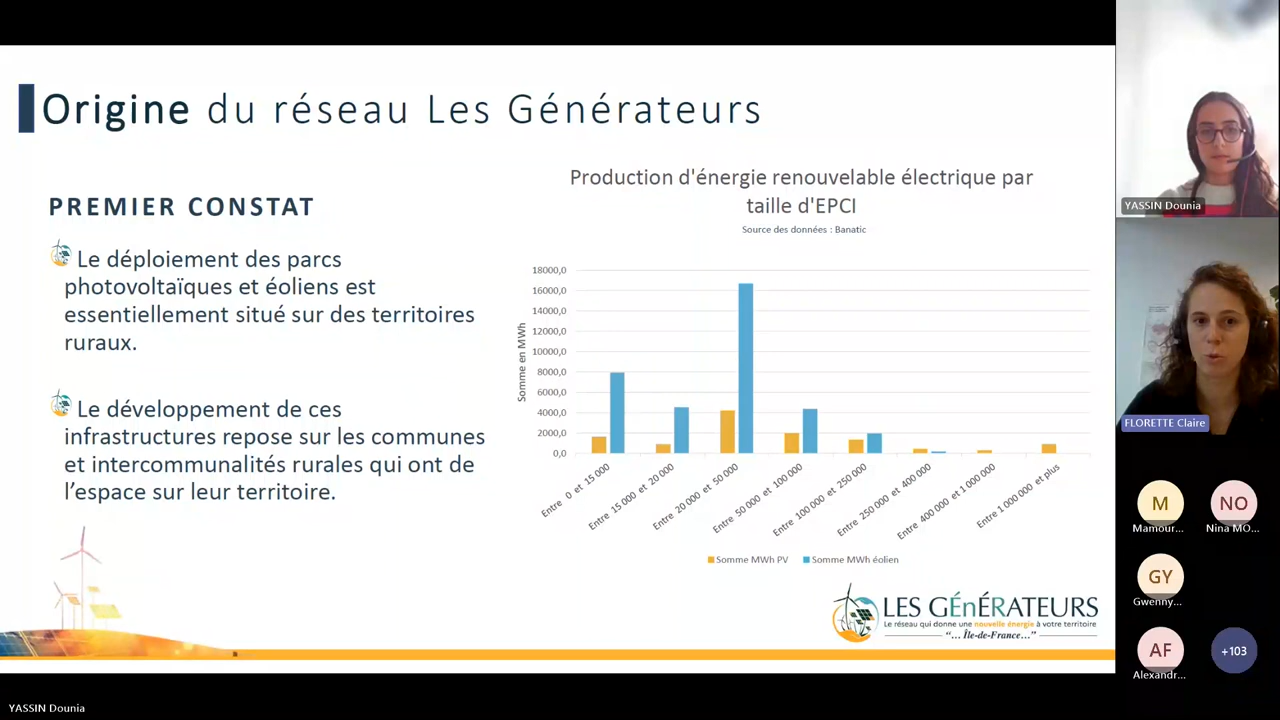 Origine du réseau Les Générateurs
PREMIER CONSTAT
Le déploiement des parcs
photovoltaïques et éoliens est
essentiellement situé sur des territoires
ruraux.
Le développement de ces
infrastructures repose sur les communes
et intercommunalités rurales qui ont de
l’espace sur leur territoire.
Production d'énergie renouvelable électrique par
taille d'EPCI
Source des données : Banatic
Somme en MWh
18000,0
16000,0
14000,0
12000,0
10000,0
8000,0
6000,0
4000,0
2000,0
0,0
Entre 0 et 15 000
Entre 15 000 et 20 000
Entre 20 000 et 50 000
Entre 50 000 et 100 000
Entre 100 000 et 250 000
Entre 250 000 et 400 000
Entre 400 000 et 1 000 000
Entre 1 000 000 et plus
Somme MWh PV
Somme MWh éolien
LES GÉnÉRATEURS
Le réseau qui donne une nouvelle énergie à votre territoire
“... Île-de-France...”
YASSIN Dounia
FLORETTE Claire
M
Mamour...
NO
Nina MO...
GY
Gwenny...
AF
Alexandr...
+103
YASSIN Dounia